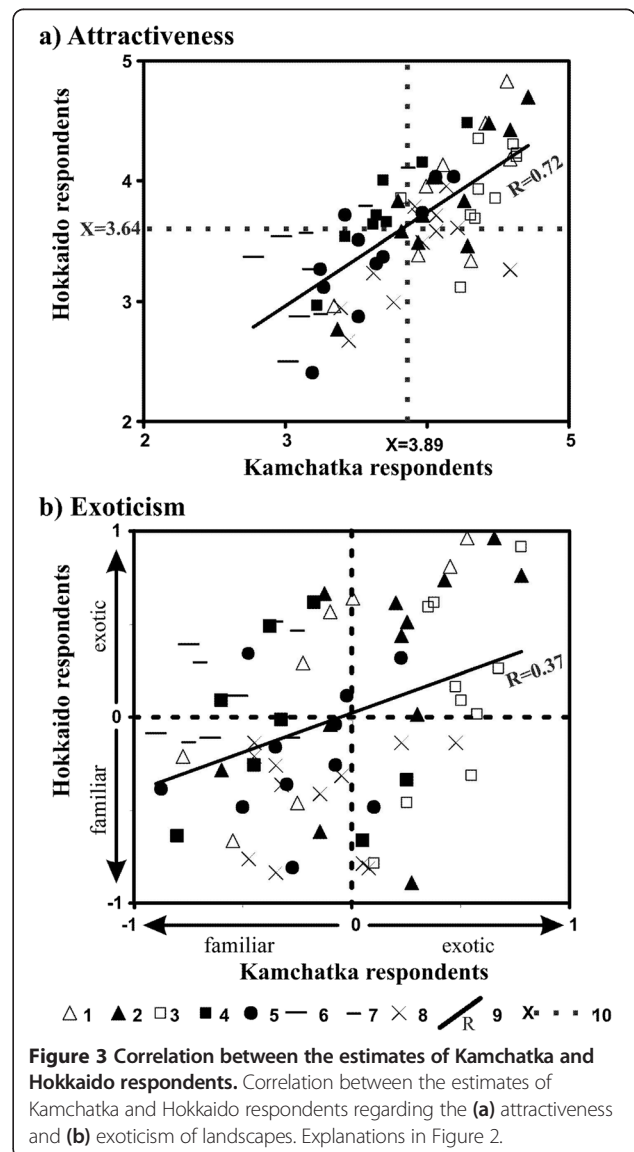 a) Attractiveness
5
4
3
2
Hokkaido respondents
X=3.64
R=0.72
2
3
X=3.89
5
Kamchatka respondents
b) Exoticism
1
0
-1
Hokkaido respondents
exotic
familiar
R=0.37
-1
0
1
familiar
exotic
Kamchatka respondents
1 2 3 4 5 6 7 8 R 9 X 10
Figure 3 Correlation between the estimates of Kamchatka and
Hokkaido respondents. Correlation between the estimates of
Kamchatka and Hokkaido respondents regarding the (a) attractiveness
and (b) exoticism of landscapes. Explanations in Figure 2.